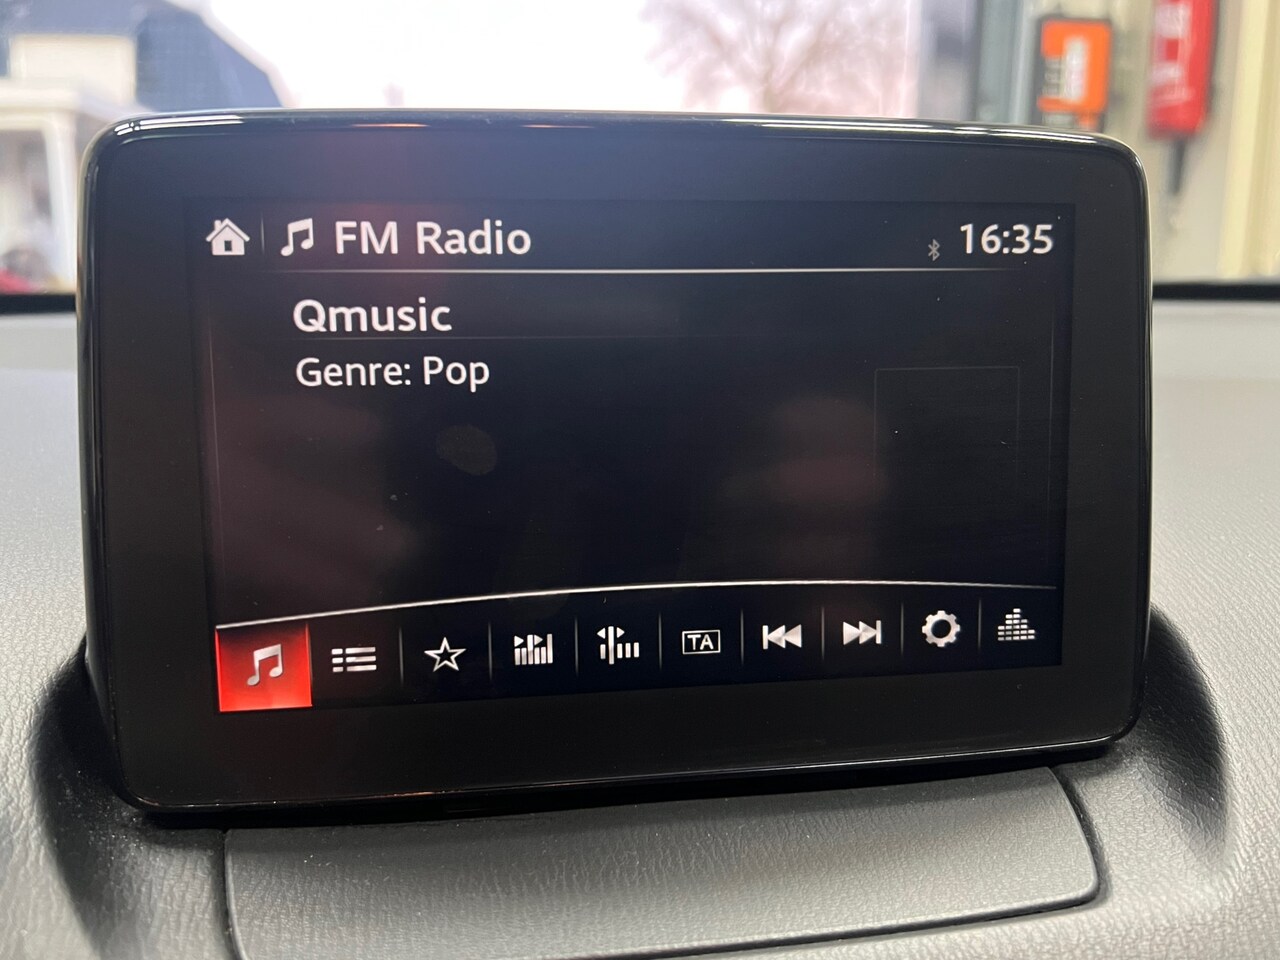 FM Radio
16:35
Qmusic
Genre: Pop
TA